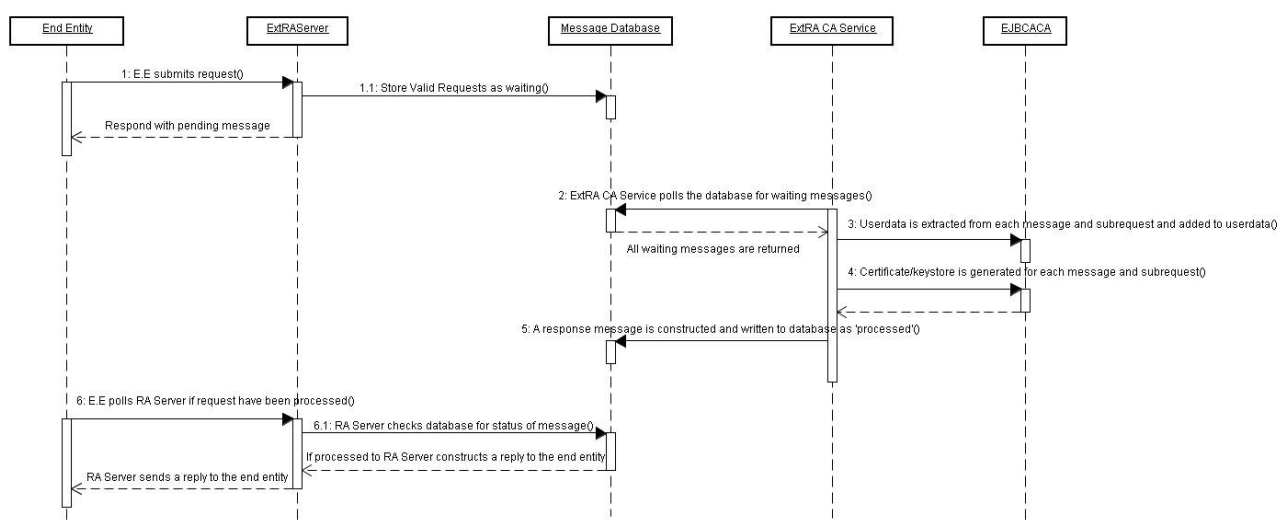 End Entity
ExtRAServer
Message Database
ExtRA CA Service
EJBCACA
1: E.E submits request()
1.1: Store Valid Requests as waiting()
Respond with pending message
2: ExtRA CA Service polls the database for waiting messages()
3: Userdata is extracted from each message and subrequest and added to userdata()
All waiting messages are returned
4: Certificate/keystore is generated for each message and subrequest()
5: A response message is constructed and written to database as 'processed'()
6: E.E polls RA Server if request have been processed()
6.1: RA Server checks database for status of message()
If processed to RA Server constructs a reply to the end entity
RA Server sends a reply to the end entity